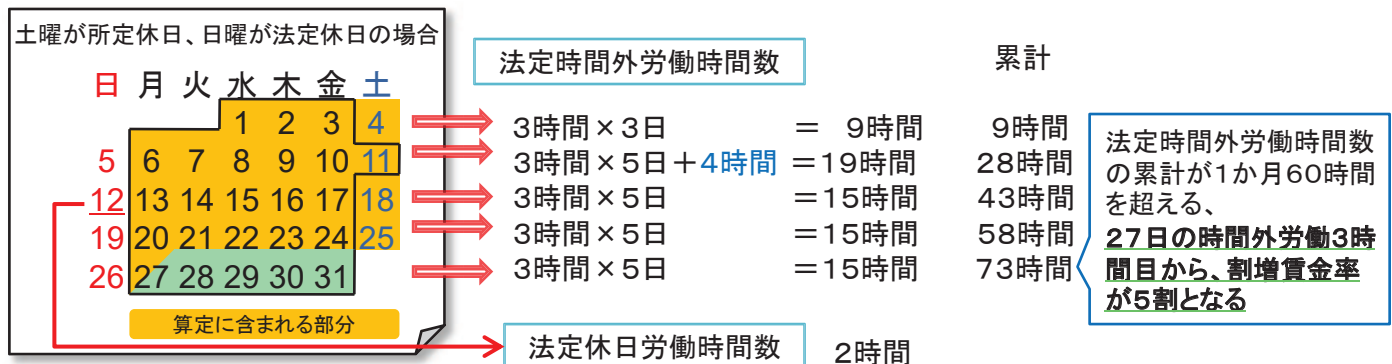 土曜が所定休日、日曜が法定休日の場合
日 月 火 水 木 金 土
1 2 3 4
5 6 7 8 9 10 11
12 13 14 15 16 17 18
19 20 21 22 23 24 25
26 27 28 29 30 31
算定に含まれる部分
法定時間外労働時間数
累計
3時間×3日 = 9時間 9時間
3時間×5日+4時間 =19時間 28時間
3時間×5日 =15時間 43時間
3時間×5日 =15時間 58時間
3時間×5日 =15時間 73時間
法定時間外労働時間数
の累計が1か月60時間
を超える、
27日の時間外労働3時
間目から、割増賃金率
が5割となる
法定休日労働時間数 2時間